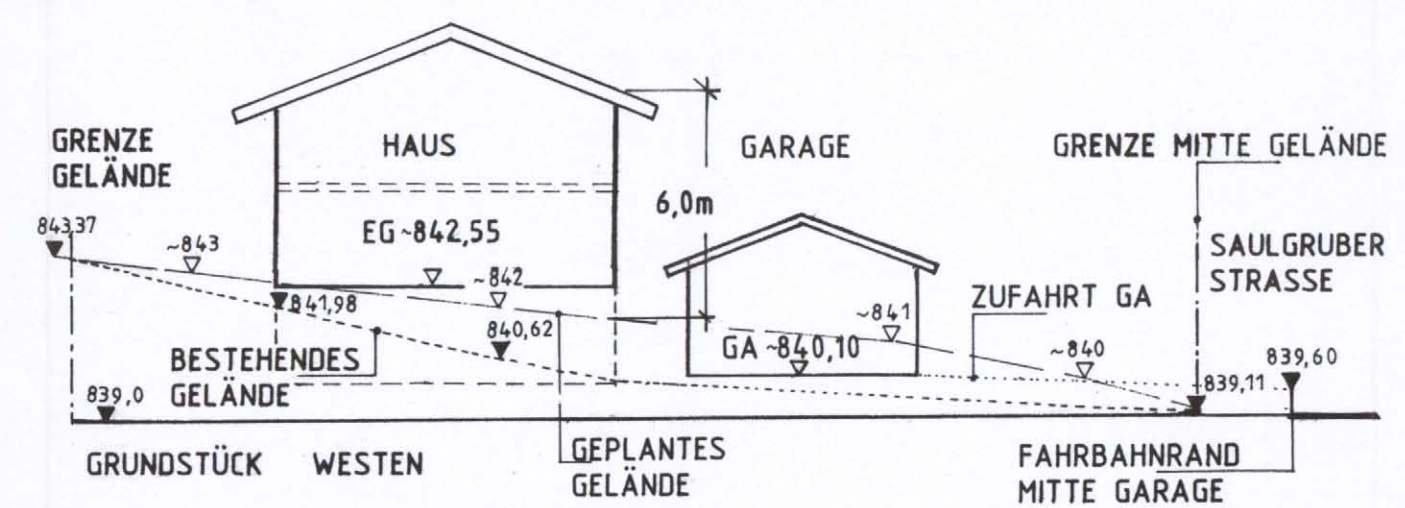 GRENZE
GELÄNDE
HAUS
GARAGE
GRENZE MITTE GELÄNDE
6,0m
843,37
~843
EG ~842,55
SAULGRUBER
STRASSE
~842
841,98
840,62
ZUFAHRT GA
~841
GA ~840,10
~840
839,60
839,11
BESTEHENDES
GELÄNDE
839,0
GRUNDSTÜCK WESTEN
GEPLANTES
GELÄNDE
FAHRBAHNRAND
MITTE GARAGE